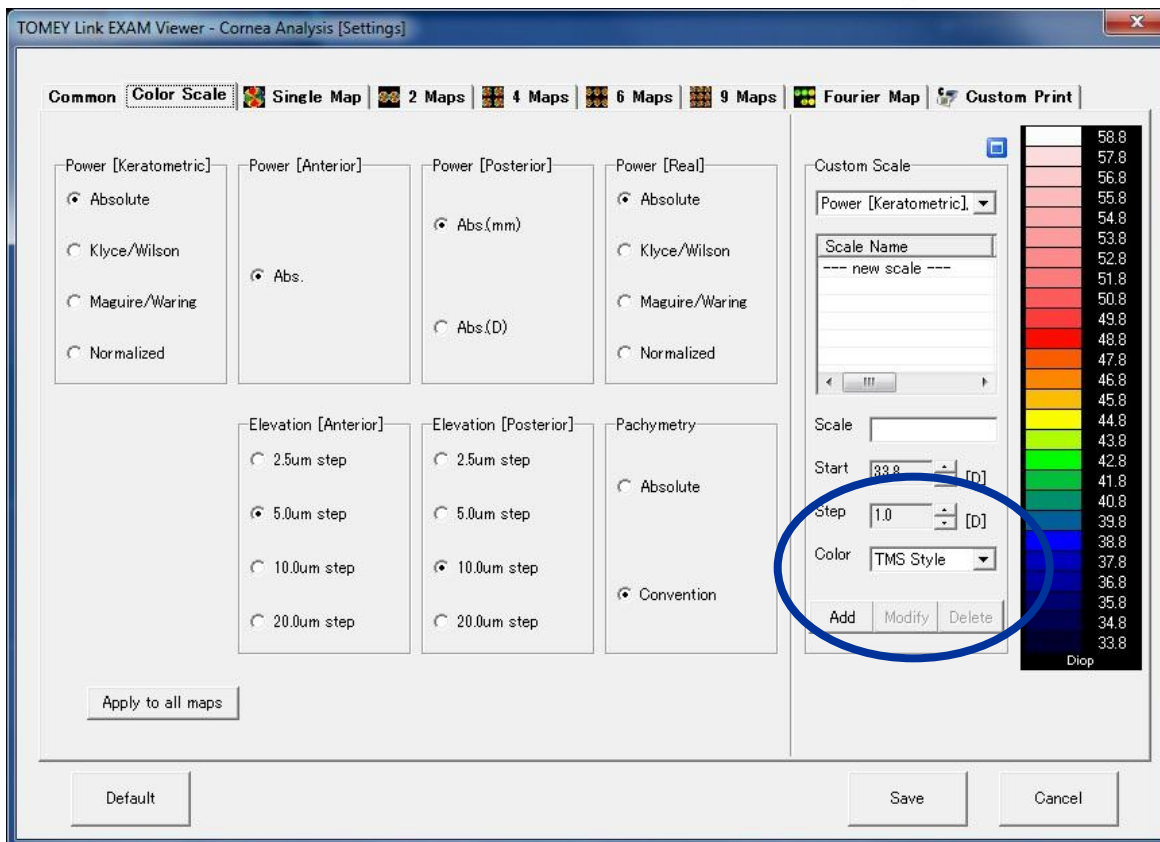 TOMEY Link EXAM Viewer - Cornea Analysis [Settings]
Common Color Scale Single Map 2 Maps 4 Maps 6 Maps 9 Maps Fourier Map Custom Print
Power [Keratometric]
Absolute
Klyce/Wilson
Maguire/Waring
Normalized
Power [Anterior]
Abs.
Power [Posterior]
Abs.(mm)
Abs.(D)
Power [Real]
Absolute
Klyce/Wilson
Maguire/Waring
Normalized
Elevation [Anterior]
2.5um step
5.0um step
10.0um step
20.0um step
Elevation [Posterior]
2.5um step
5.0um step
10.0um step
20.0um step
Pachymetry
Absolute
Convention
Apply to all maps
Custom Scale
Power [Keratometric],
Scale Name
--- new scale ---
Scale
Start 33.8 [D]
Step 1.0 [D]
Color TMS Style
Add Modify Delete
58.8
57.8
56.8
55.8
54.8
53.8
52.8
51.8
50.8
49.8
48.8
47.8
46.8
45.8
44.8
43.8
42.8
41.8
40.8
39.8
38.8
37.8
36.8
35.8
34.8
33.8
Diop
Default Save Cancel